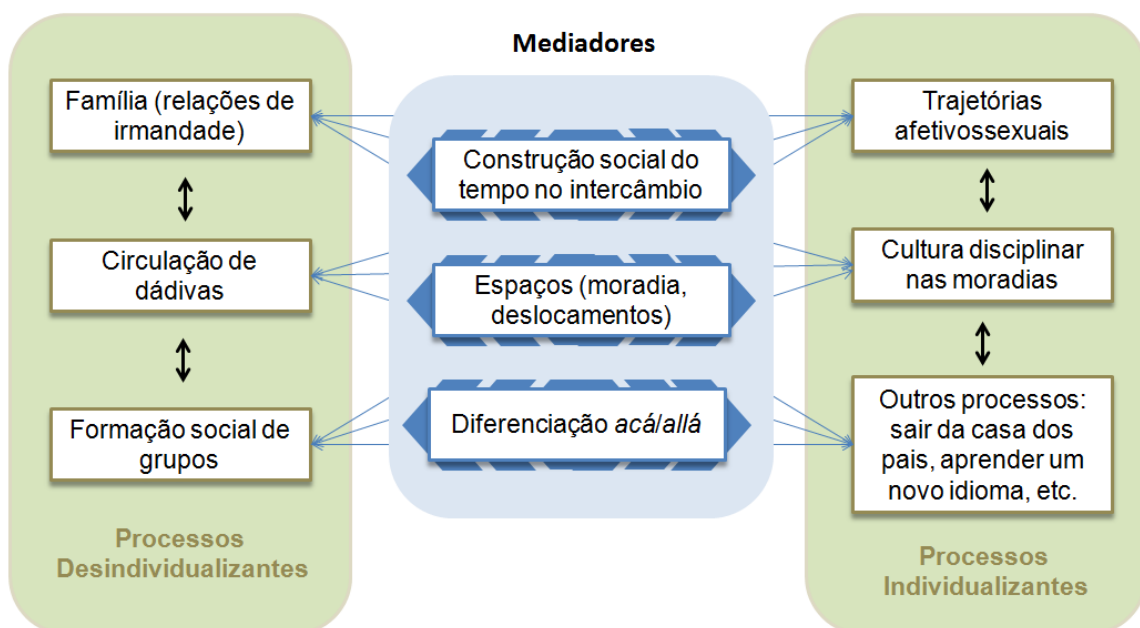 Mediadores
Família (relações de
irmandade)
Circulação de
dádivas
Formação social de
grupos
Processos
Desindividualizantes
Construção social do
tempo no intercâmbio
Espaços (moradia,
deslocamentos)
Diferenciação acá/allá
Trajetórias
afetivossexuais
Cultura disciplinar
nas moradias
Outros processos:
sair da casa dos
pais, aprender um
novo idioma, etc.
Processos
Individualizantes